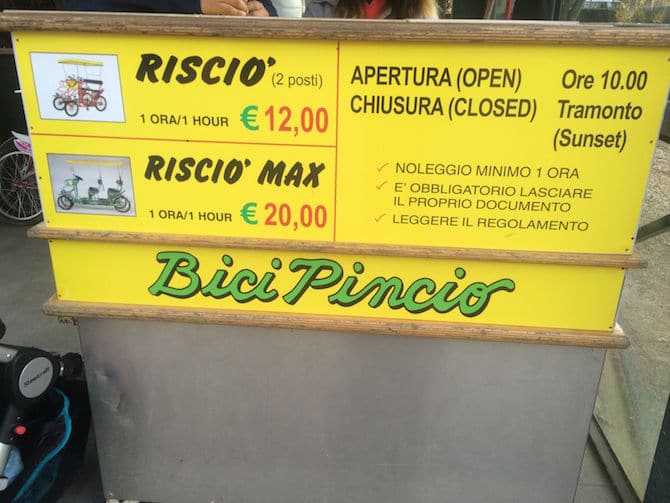 RISCIO' (2 posti)
1 ORA/1 HOUR € 12,00
RISCIO' MAX
1 ORA/1 HOUR € 20,00
APERTURA (OPEN) Ore 10.00
CHIUSURA (CLOSED) Tramonto
(Sunset)
✓ NOLEGGIO MINIMO 1 ORA
✓ E' OBBLIGATORIO LASCIARE
IL PROPRIO DOCUMENTO
✓ LEGGERE IL REGOLAMENTO
Bici Pincio